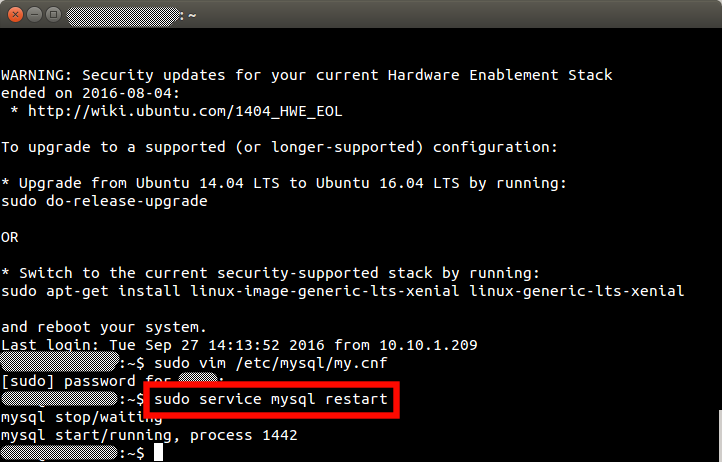 : ~
WARNING: Security updates for your current Hardware Enablement Stack
ended on 2016-08-04:
* http://wiki.ubuntu.com/1404_HWE_EOL
To upgrade to a supported (or longer-supported) configuration:
* Upgrade from Ubuntu 14.04 LTS to Ubuntu 16.04 LTS by running:
sudo do-release-upgrade
OR
* Switch to the current security-supported stack by running:
sudo apt-get install linux-image-generic-lts-xenial linux-generic-lts-xenial
and reboot your system.
Last login: Tue Sep 27 14:13:52 2016 from 10.10.1.209
:~$ sudo vim /etc/mysql/my.cnf
[sudo] password for :
:~$ sudo service mysql restart
mysql stop/waiting
mysql start/running, process 1442
:~$